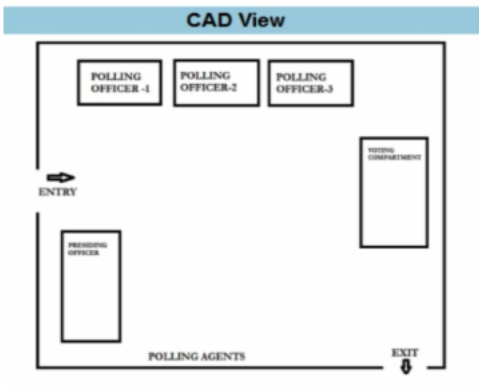 CAD View
POLLING
OFFICER -1
POLLING
OFFICER-2
POLLING
OFFICER-3
VOTING
COMPARTMENT
ENTRY
PRESIDING
OFFICER
POLLING AGENTS
EXIT